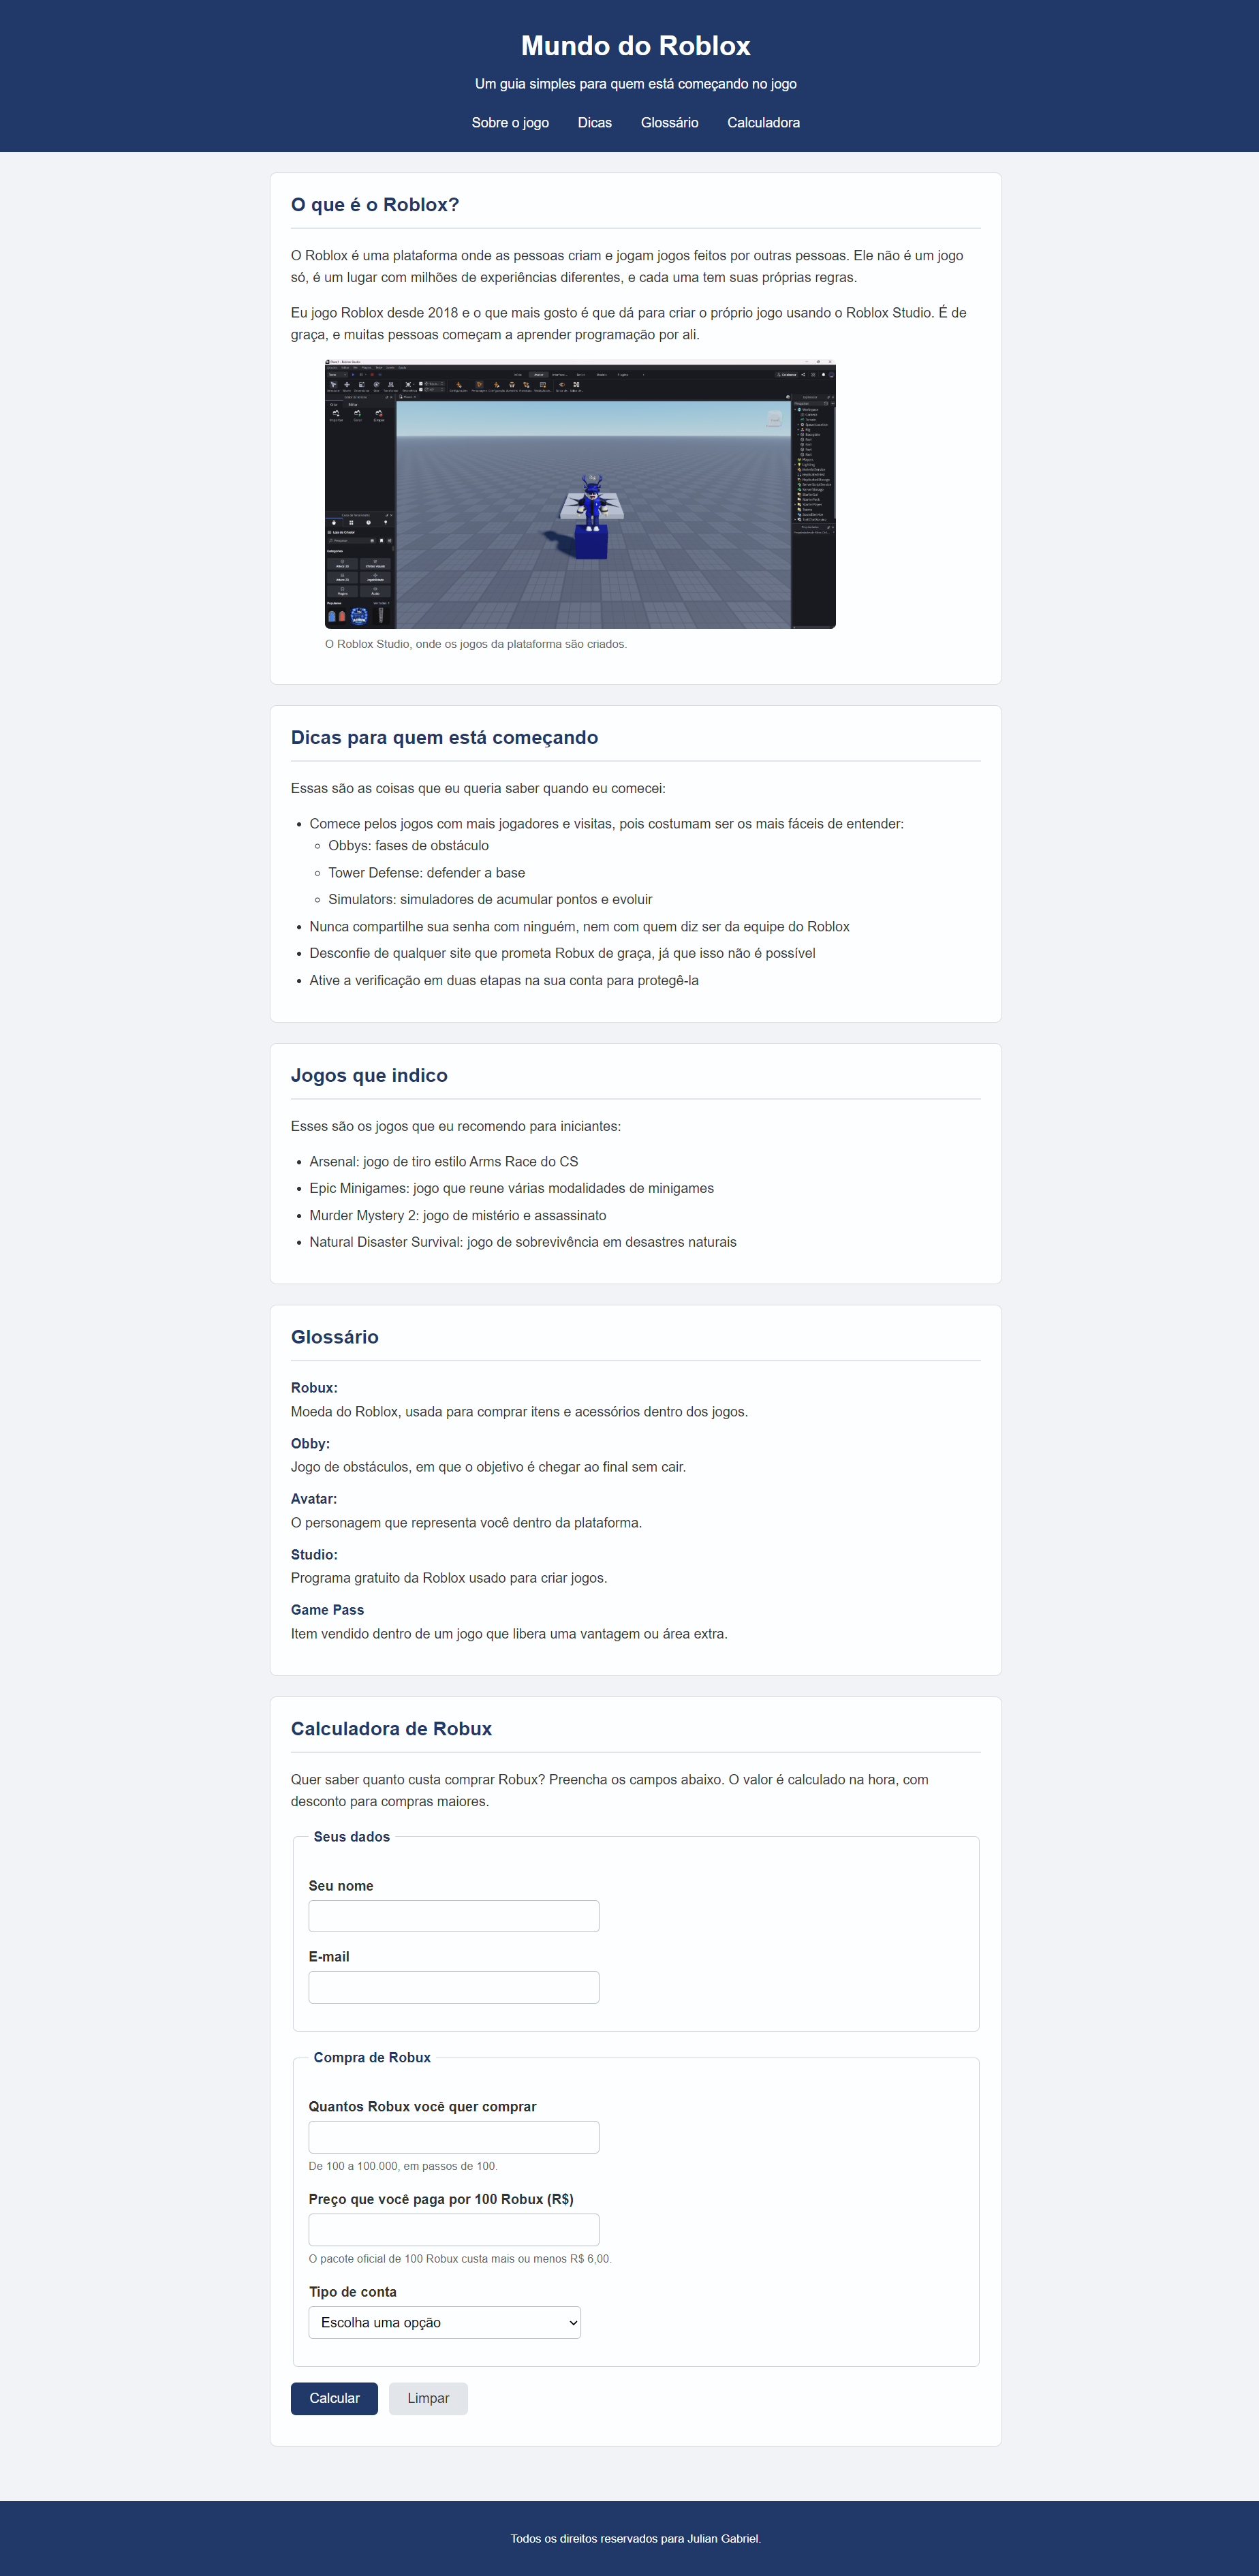 Mundo do Roblox
Um guia simples para quem está começando no jogo
Sobre o jogo Dicas Glossário Calculadora
O que é o Roblox?
O Roblox é uma plataforma onde as pessoas criam e jogam jogos feitos por outras pessoas. Ele não é um jogo
só, é um lugar com milhões de experiências diferentes, e cada uma tem suas próprias regras.
Eu jogo Roblox desde 2018 e o que mais gosto é que dá para criar o próprio jogo usando o Roblox Studio. É de
graça, e muitas pessoas começam a aprender programação por ali.
O Roblox Studio, onde os jogos da plataforma são criados.
Dicas para quem está começando
Essas são as coisas que eu queria saber quando eu comecei:
Comece pelos jogos com mais jogadores e visitas, pois costumam ser os mais fáceis de entender:
Obbys: fases de obstáculo
Tower Defense: defender a base
Simulators: simuladores de acumular pontos e evoluir
Nunca compartilhe sua senha com ninguém, nem com quem diz ser da equipe do Roblox
Desconfie de qualquer site que prometa Robux de graça, já que isso não é possível
Ative a verificação em duas etapas na sua conta para protegê-la
Jogos que indico
Esses são os jogos que eu recomendo para iniciantes:
Arsenal: jogo de tiro estilo Arms Race do CS
Epic Minigames: jogo que reune várias modalidades de minigames
Murder Mystery 2: jogo de mistério e assassinato
Natural Disaster Survival: jogo de sobrevivência em desastres naturais
Glossário
Robux:
Moeda do Roblox, usada para comprar itens e acessórios dentro dos jogos.
Obby:
Jogo de obstáculos, em que o objetivo é chegar ao final sem cair.
Avatar:
O personagem que representa você dentro da plataforma.
Studio:
Programa gratuito da Roblox usado para criar jogos.
Game Pass
Item vendido dentro de um jogo que libera uma vantagem ou área extra.
Calculadora de Robux
Quer saber quanto custa comprar Robux? Preencha os campos abaixo. O valor é calculado na hora, com
desconto para compras maiores.
Seus dados
Seu nome
E-mail
Compra de Robux
Quantos Robux você quer comprar
De 100 a 100.000, em passos de 100.
Preço que você paga por 100 Robux (R$)
O pacote oficial de 100 Robux custa mais ou menos R$ 6,00.
Tipo de conta
Escolha uma opção
Calcular Limpar
Todos os direitos reservados para Julian Gabriel.